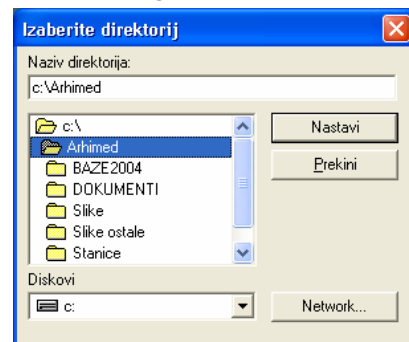 Izaberite direktorij
Naziv direktorija:
c:\Arhimed
c:\
Arhimed
BAZE2004
DOKUMENTI
Slike
Slike ostale
Stanice
Nastavi
Prekini
Diskovi
c:
Network...